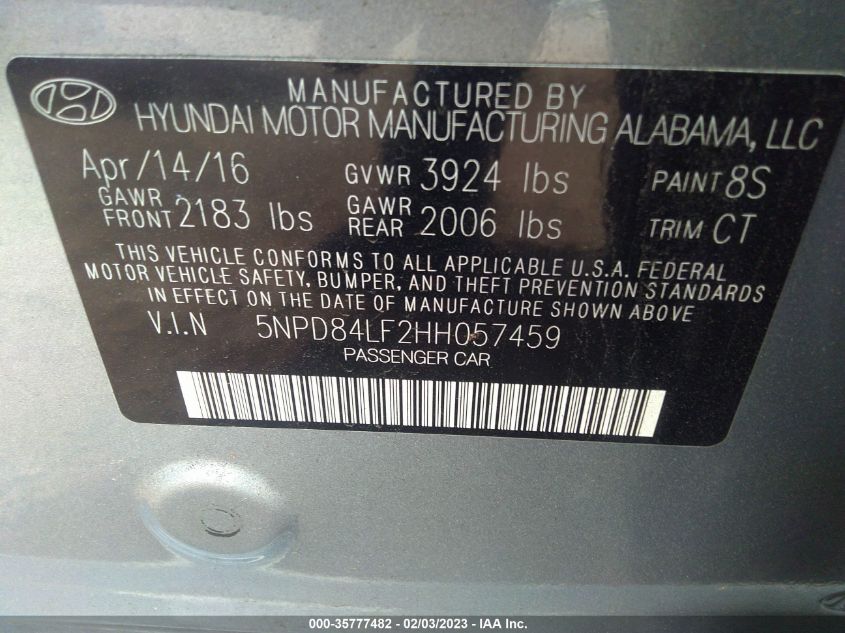 MANUFACTURED BY
HYUNDAI MOTOR MANUFACTURING ALABAMA, LLC
Apr/14/16 GVWR 3924 lbs PAINT 8S
GAWR FRONT 2183 lbs GAWR REAR 2006 lbs TRIM CT
THIS VEHICLE CONFORMS TO ALL APPLICABLE U.S.A. FEDERAL
MOTOR VEHICLE SAFETY, BUMPER, AND THEFT PREVENTION STANDARDS
IN EFFECT ON THE DATE OF MANUFACTURE SHOWN ABOVE
V.I.N 5NPD84LF2HH057459
PASSENGER CAR
000-35777482 - 02/03/2023 - IAA Inc.